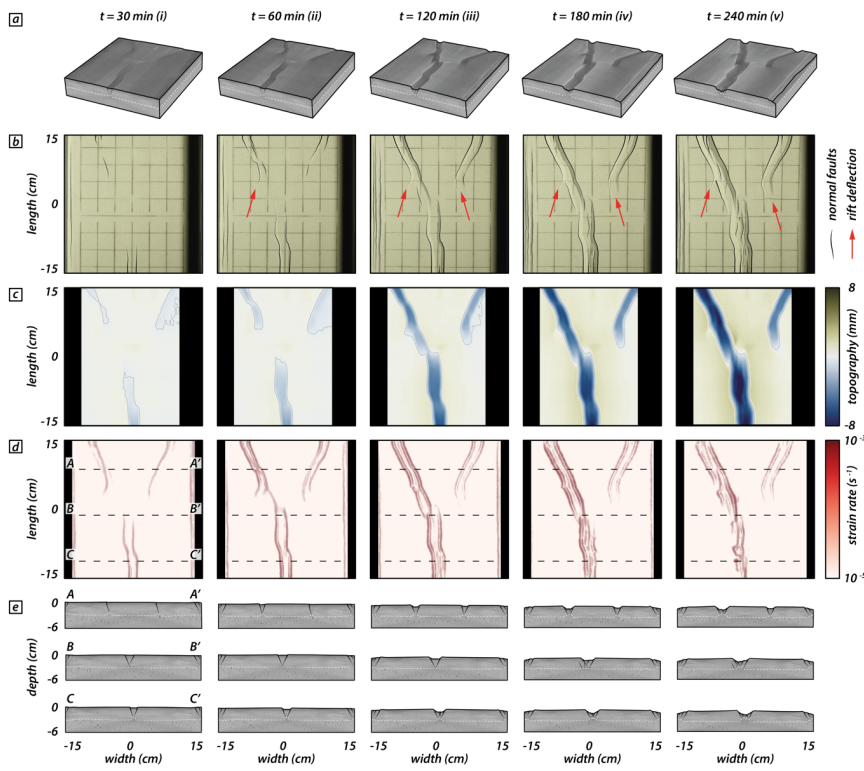 t = 30 min (i) t = 60 min (ii) t = 120 min (iii) t = 180 min (iv) t = 240 min (v)
a
b
15
0
-15
length (cm)
normal faults
rift deflection
c
15
0
-15
length (cm)
8
-8
topography (mm)
d
15
0
-15
length (cm)
A A'
B B'
C C'
10⁻³
10⁻⁵
strain rate (s⁻¹)
e
A A'
0
-6
B B'
0
-6
C C'
0
-6
depth (cm)
-15 0 15 -15 0 15 -15 0 15 -15 0 15 -15 0 15
width (cm) width (cm) width (cm) width (cm) width (cm)